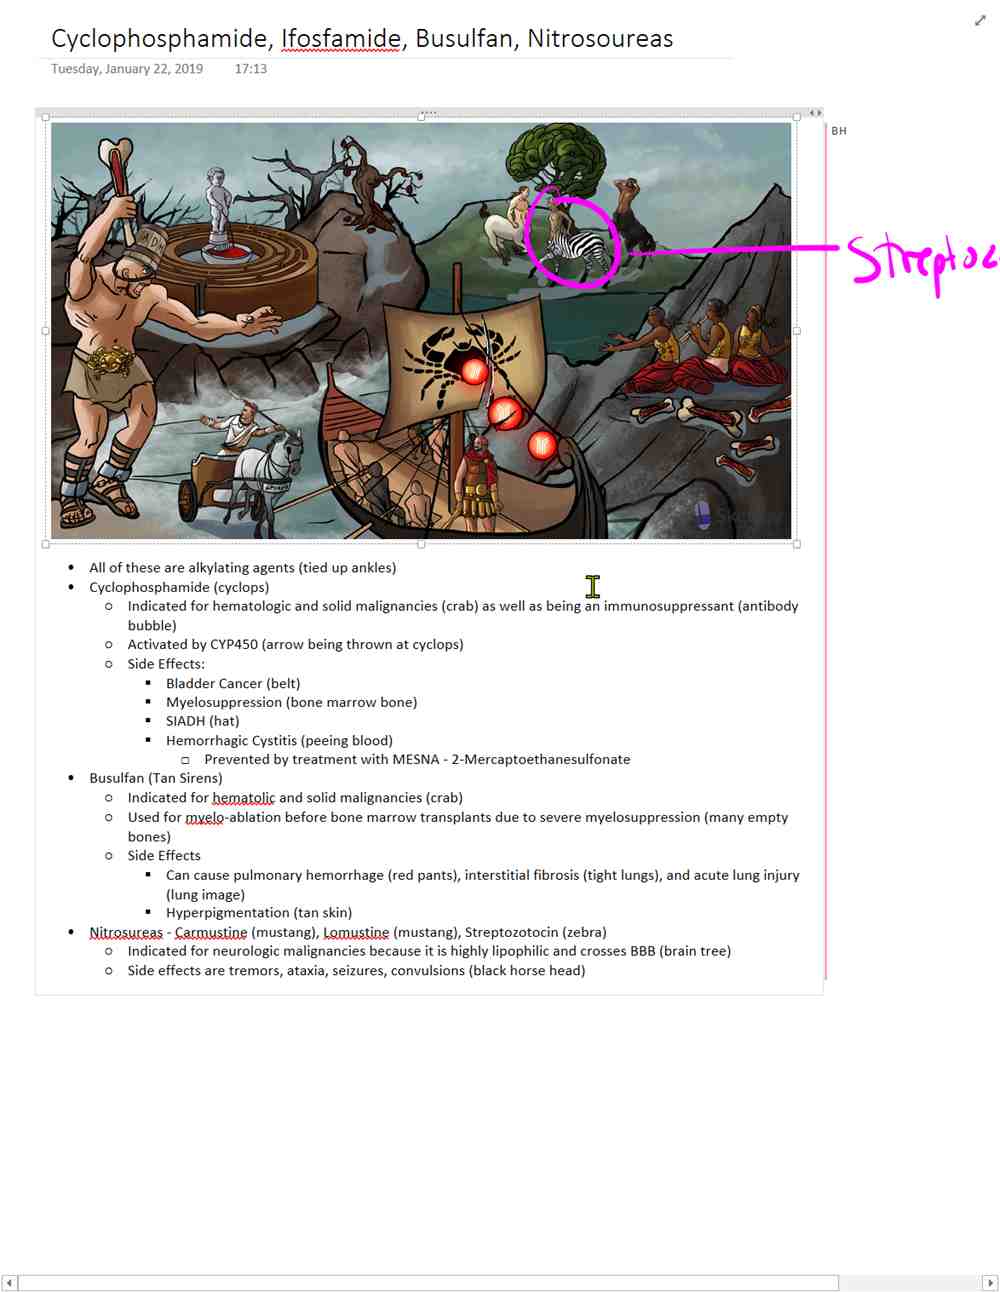 Cyclophosphamide, Ifosfamide, Busulfan, Nitrosoureas
Tuesday, January 22, 2019 17:13
BH
• All of these are alkylating agents (tied up ankles)
• Cyclophosphamide (cyclops)
○ Indicated for hematologic and solid malignancies (crab) as well as being an immunosuppressant (antibody
bubble)
○ Activated by CYP450 (arrow being thrown at cyclops)
○ Side Effects:
▪ Bladder Cancer (belt)
▪ Myelosuppression (bone marrow bone)
▪ SIADH (hat)
▪ Hemorrhagic Cystitis (peeing blood)
□ Prevented by treatment with MESNA - 2-Mercaptoethanesulfonate
• Busulfan (Tan Sirens)
○ Indicated for hematolic and solid malignancies (crab)
○ Used for myelo-ablation before bone marrow transplants due to severe myelosuppression (many empty
bones)
○ Side Effects
▪ Can cause pulmonary hemorrhage (red pants), interstitial fibrosis (tight lungs), and acute lung injury
(lung image)
▪ Hyperpigmentation (tan skin)
• Nitrosureas - Carmustine (mustang), Lomustine (mustang), Streptozotocin (zebra)
○ Indicated for neurologic malignancies because it is highly lipophilic and crosses BBB (brain tree)
○ Side effects are tremors, ataxia, seizures, convulsions (black horse head)